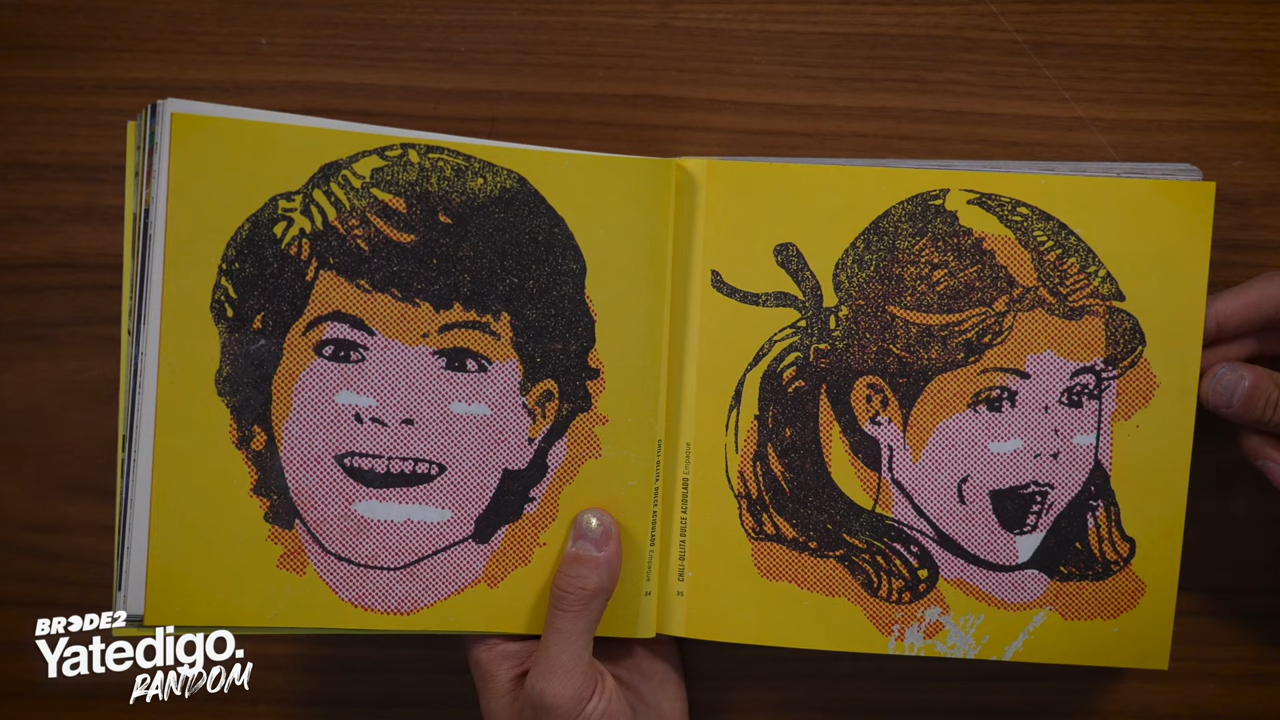 CHILI-OLLITA, DULCE ACIDULADO Empaque
34
CHILI-OLLITA DULCE ACIDULADO Empaque
35
BRODE2
Yatedigo.
RANDOM